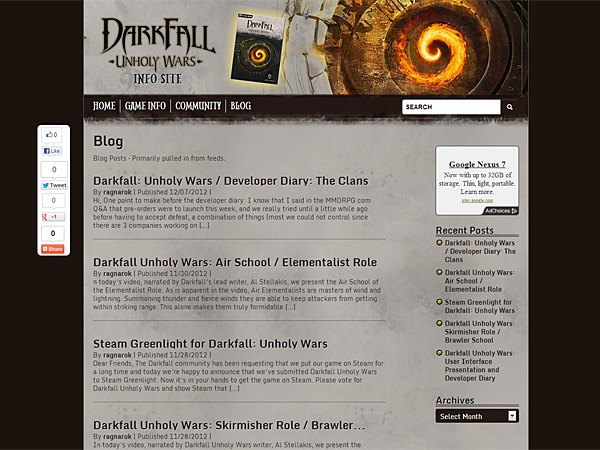 DARKFALL
UNHOLY WARS
INFO SITE
HOME
GAME INFO
COMMUNITY
BLOG
SEARCH
Blog
Blog Posts - Primarily pulled in from feeds.
Darkfall: Unholy Wars / Developer Diary: The Clans
By ragnarok | Published 12/07/2012 |
Hi, One point to make before the developer diary: I know that I said in the MMORPG.com
Q&A that pre-orders were to launch this week, and we really tried until a little while ago
before having to accept defeat, a combination of things (most we could not control since
there are 3 companies working on [...]
Darkfall Unholy Wars: Air School / Elementalist Role
By ragnarok | Published 11/30/2012 |
n today's video, narrated by Darkfall's lead writer, Al Stellakis, we present the Air School of
the Elementalist Role. As is apparent in the video, Air Elementalists are masters of wind and
lightning. Summoning thunder and fierce winds they are able to keep attackers from getting
within striking range. This alone makes them truly formidable [...]
Steam Greenlight for Darkfall: Unholy Wars
By ragnarok | Published 11/28/2012 |
Dear Friends, The Darkfall community has been requesting that we put our game on Steam for
a long time and today we're happy to announce that we've submitted Darkfall Unholy Wars
to Steam Greenlight. Now it's in your hands to get the game on Steam. Please vote for
Darkfall Unholy Wars and show Steam that [...]
Darkfall Unholy Wars: Skirmisher Role / Brawler...
By ragnarok | Published 11/28/2012 |
In today's video, narrated by Darkfall Unholy Wars writer, Al Stellakis, we present the
0
Like
0
Tweet
0
+1
0
Share
Google Nexus 7
Now with up to 32GB of
storage. Thin, light, portable.
Learn more.
play.google.com
AdChoices
Recent Posts
Darkfall: Unholy Wars
/ Developer Diary: The
Clans
Darkfall Unholy Wars:
Air School /
Elementalist Role
Steam Greenlight for
Darkfall: Unholy Wars
Darkfall Unholy Wars:
Skirmisher Role /
Brawler School
Darkfall Unholy Wars:
User Interface
Presentation and
Developer Diary
Archives
Select Month